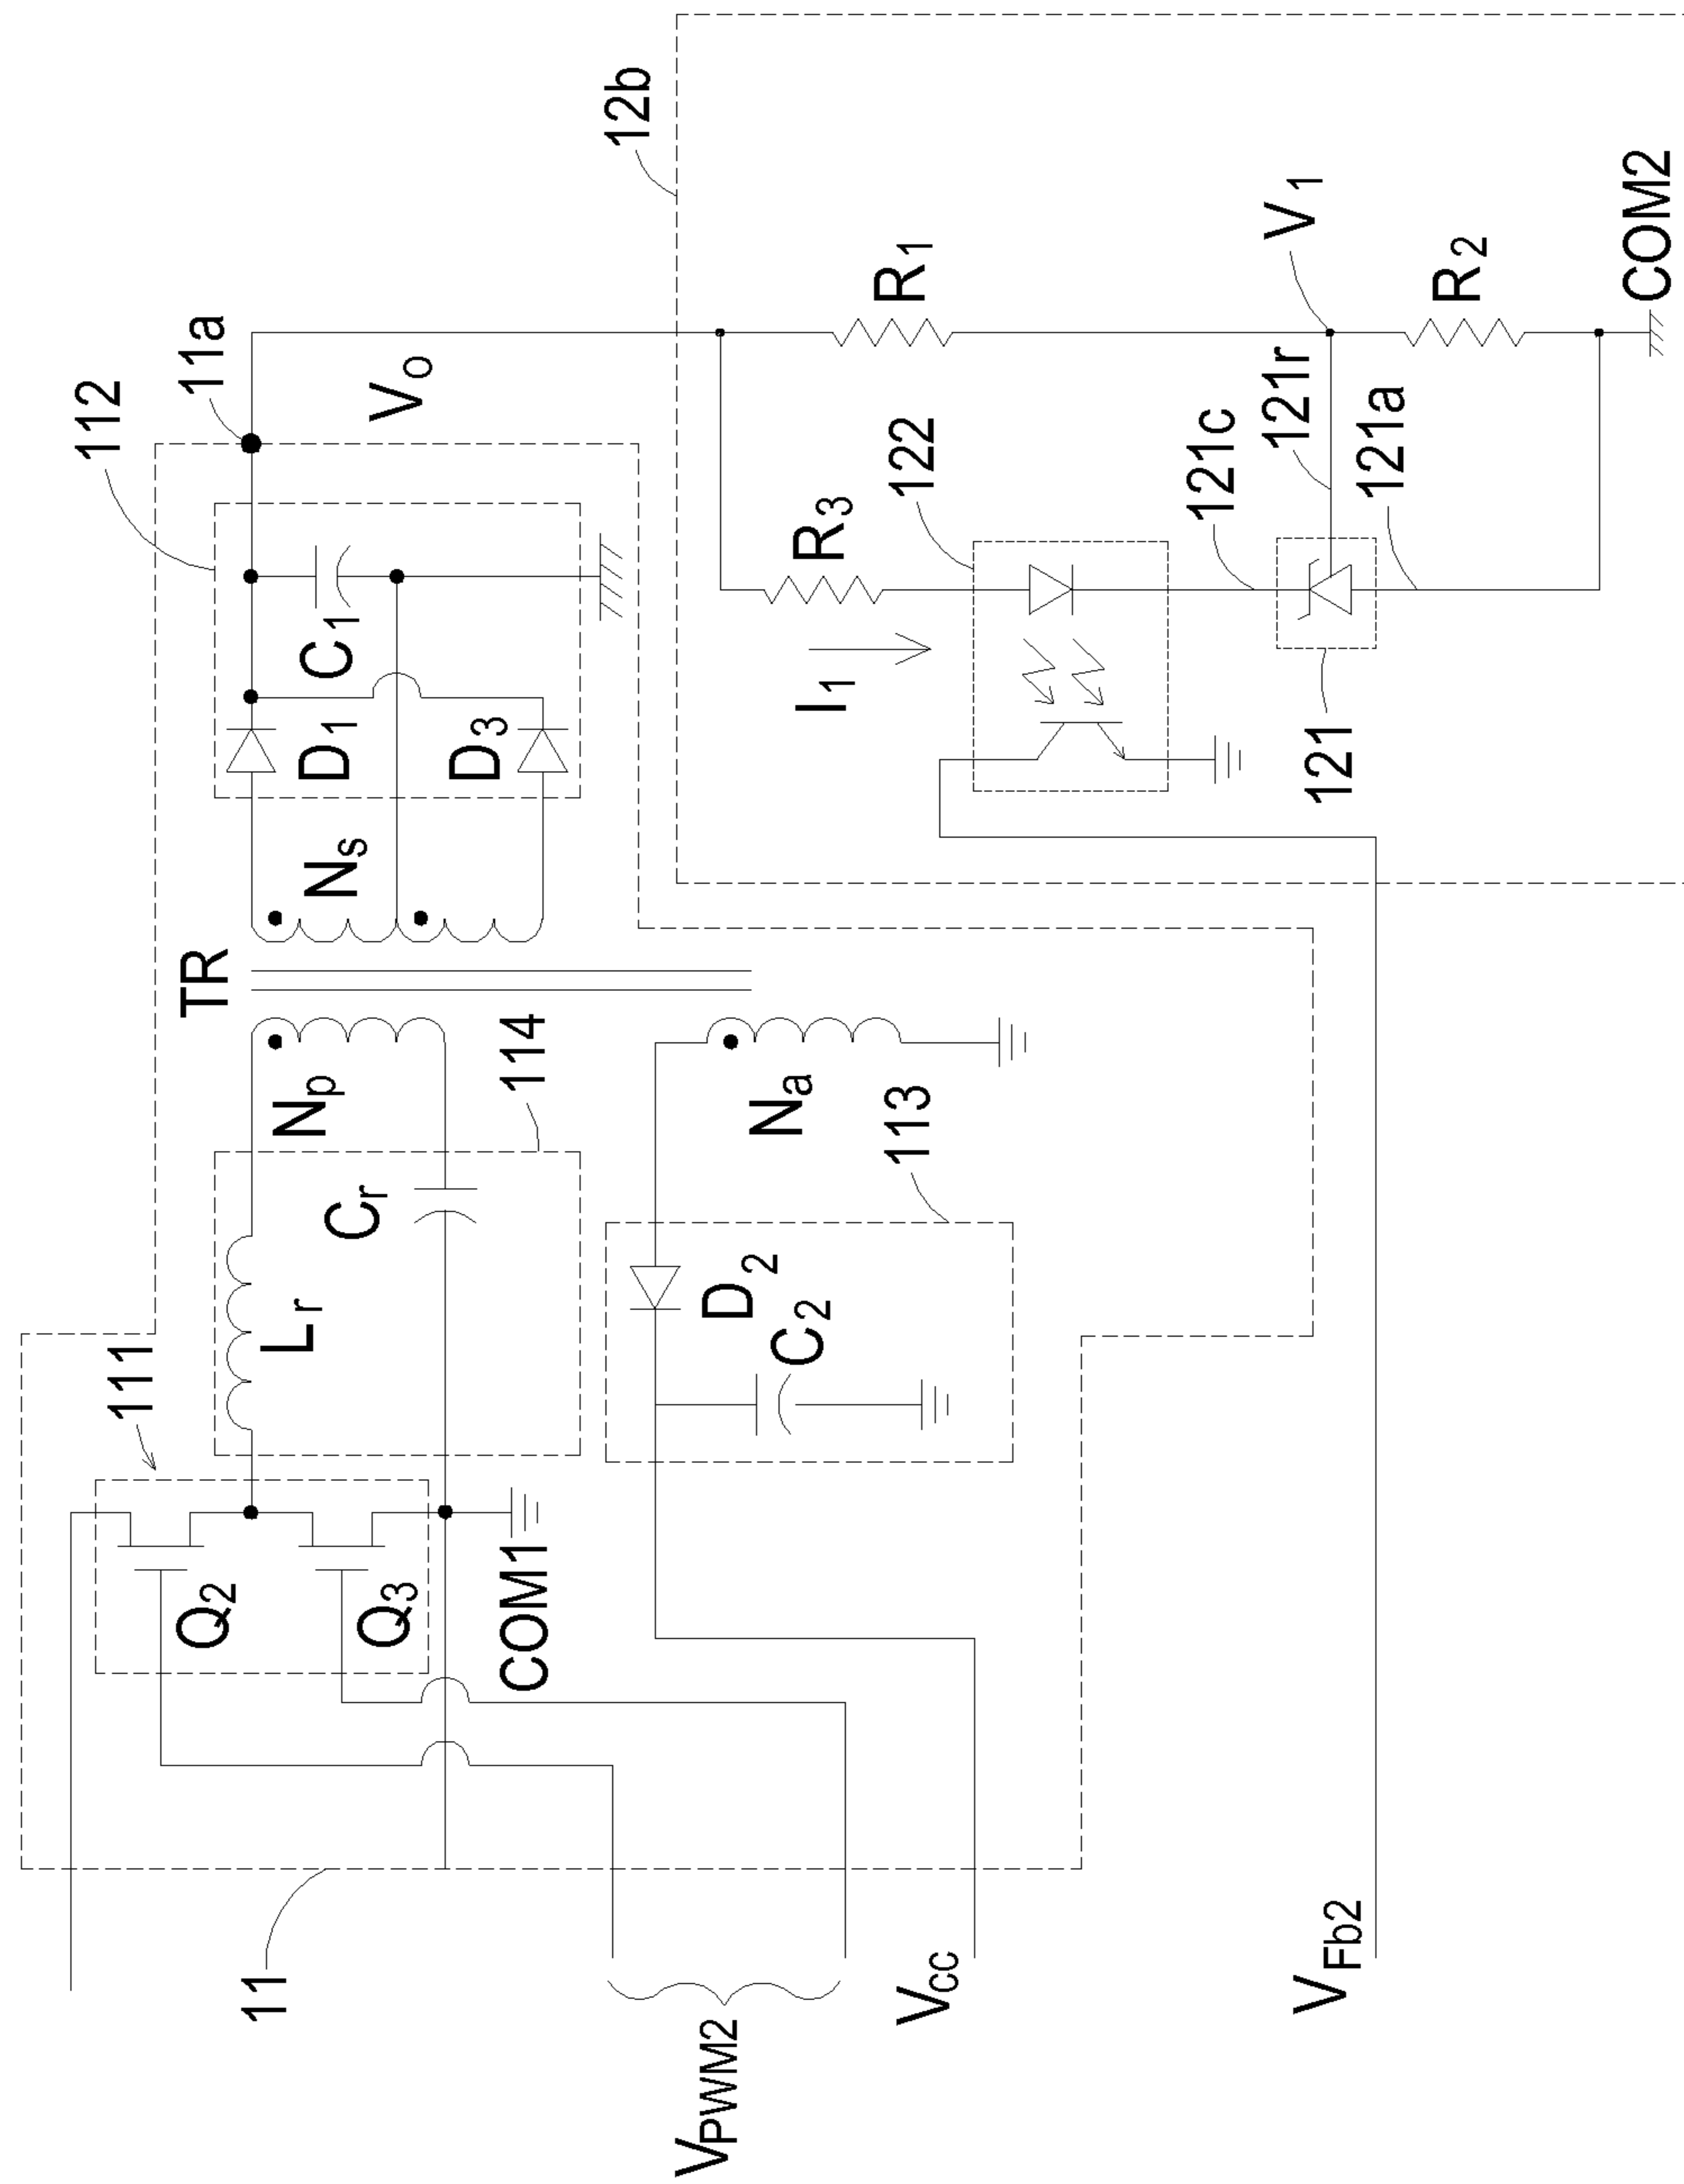 11
111
Q2
Q3
COM1
Lr
Cr
114
Np
TR
Ns
D1
D3
C1
112
11a
Vo
VPWM2
Vcc
D2
C2
113
Na
12b
R1
R3
I1
122
V1
121c
121r
121a
121
R2
COM2
VFb2